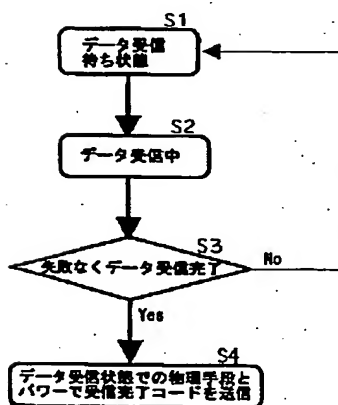 S1
データ受信
待ち状態
S2
データ受信中
S3
失敗なくデータ受信完了
No
Yes
S4
データ受信状態での物理手段と
パワーで受信完了コードを送信